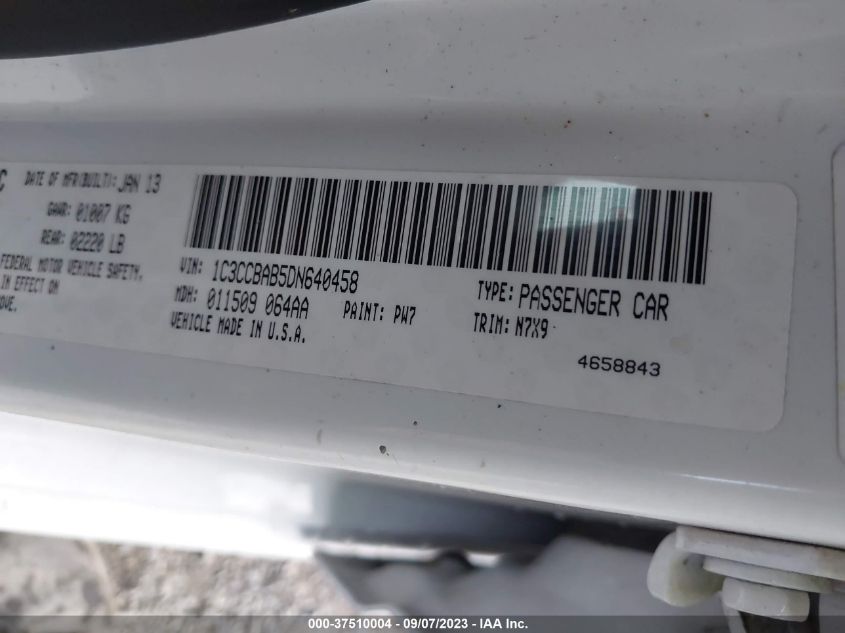 C DATE OF MFR(BUILT): JAN 13
GAWR: 01007 KG
REAR: 02220 LB
FEDERAL MOTOR VEHICLE SAFETY.
IN EFFECT ON
OVE.
VIN: 1C3CCBAB5DN640458
TYPE: PASSENGER CAR
MDH: 011509 064AA
PAINT: PW7
TRIM: N7X9
VEHICLE MADE IN U.S.A.
4658843
000-37510004 - 09/07/2023 - IAA Inc.